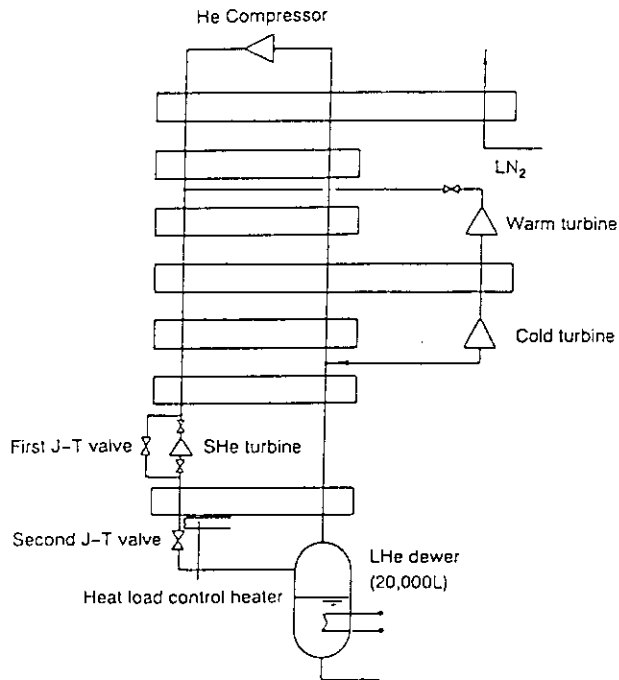 He Compressor
LN₂
Warm turbine
Cold turbine
First J-T valve
SHe turbine
Second J-T valve
LHe dewer
(20,000L)
Heat load control heater